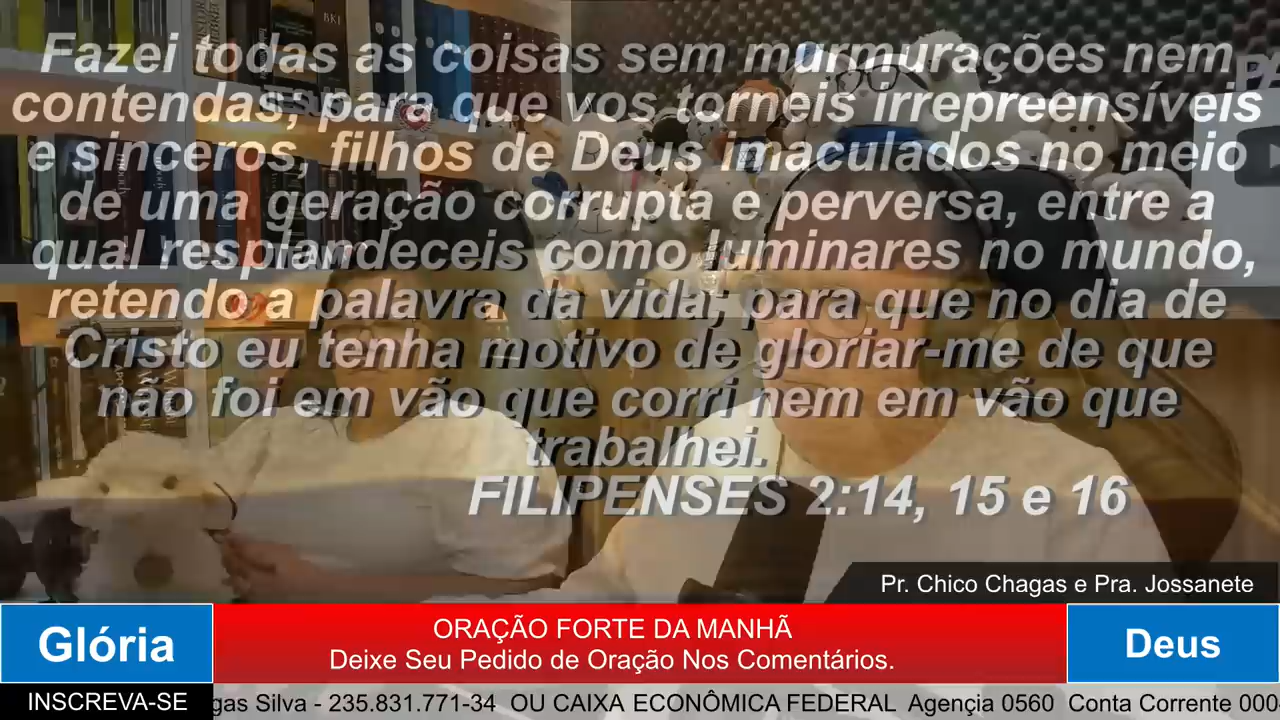 Fazei todas as coisas sem murmurações nem
contendas; para que vos torneis irrepreensíveis
e sinceros, filhos de Deus imaculados no meio
de uma geração corrupta e perversa, entre a
qual resplandeceis como luminares no mundo,
retendo a palavra da vida; para que no dia de
Cristo eu tenha motivo de gloriar-me de que
não foi em vão que corri nem em vão que
trabalhei.
FILIPENSES 2:14, 15 e 16
Pr. Chico Chagas e Pra. Jossanete
Glória
ORAÇÃO FORTE DA MANHÃ
Deixe Seu Pedido de Oração Nos Comentários.
Deus
INSCREVA-SE
gas Silva - 235.831.771-34 OU CAIXA ECONÔMICA FEDERAL Agençia 0560 Conta Corrente 000